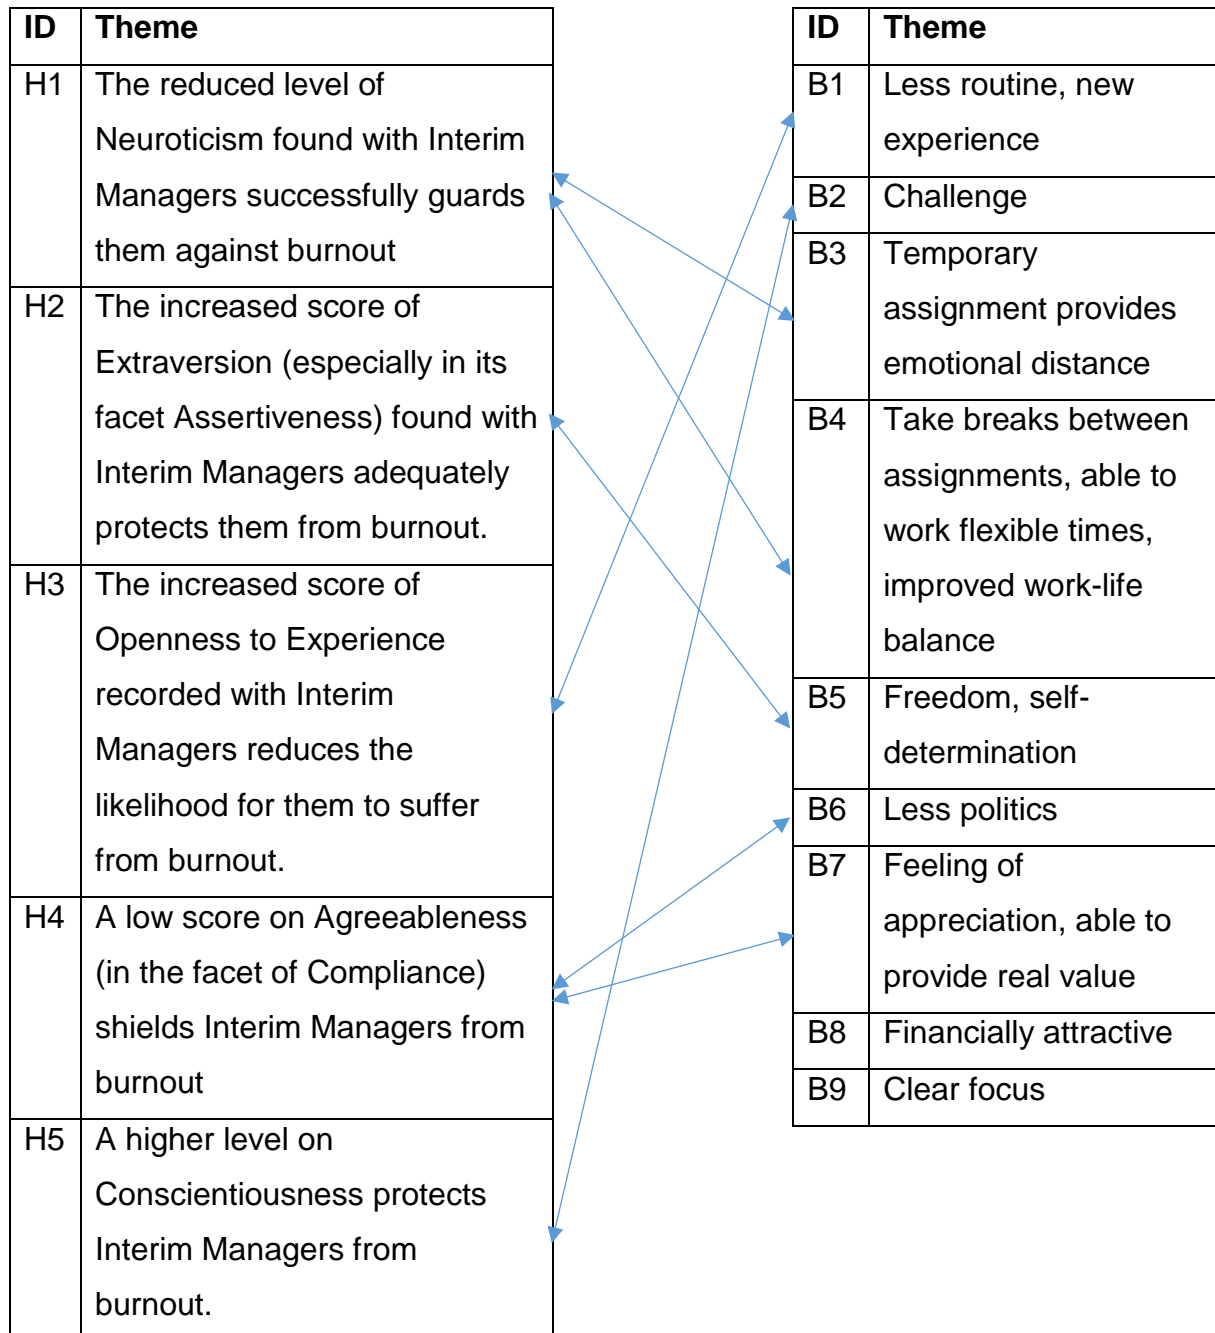 ID Theme
H1 The reduced level of
Neuroticism found with Interim
Managers successfully guards
them against burnout
H2 The increased score of
Extraversion (especially in its
facet Assertiveness) found with
Interim Managers adequately
protects them from burnout.
H3 The increased score of
Openness to Experience
recorded with Interim
Managers reduces the
likelihood for them to suffer
from burnout.
H4 A low score on Agreeableness
(in the facet of Compliance)
shields Interim Managers from
burnout
H5 A higher level on
Conscientiousness protects
Interim Managers from
burnout.
ID Theme
B1 Less routine, new
experience
B2 Challenge
B3 Temporary
assignment provides
emotional distance
B4 Take breaks between
assignments, able to
work flexible times,
improved work-life
balance
B5 Freedom, self-
determination
B6 Less politics
B7 Feeling of
appreciation, able to
provide real value
B8 Financially attractive
B9 Clear focus